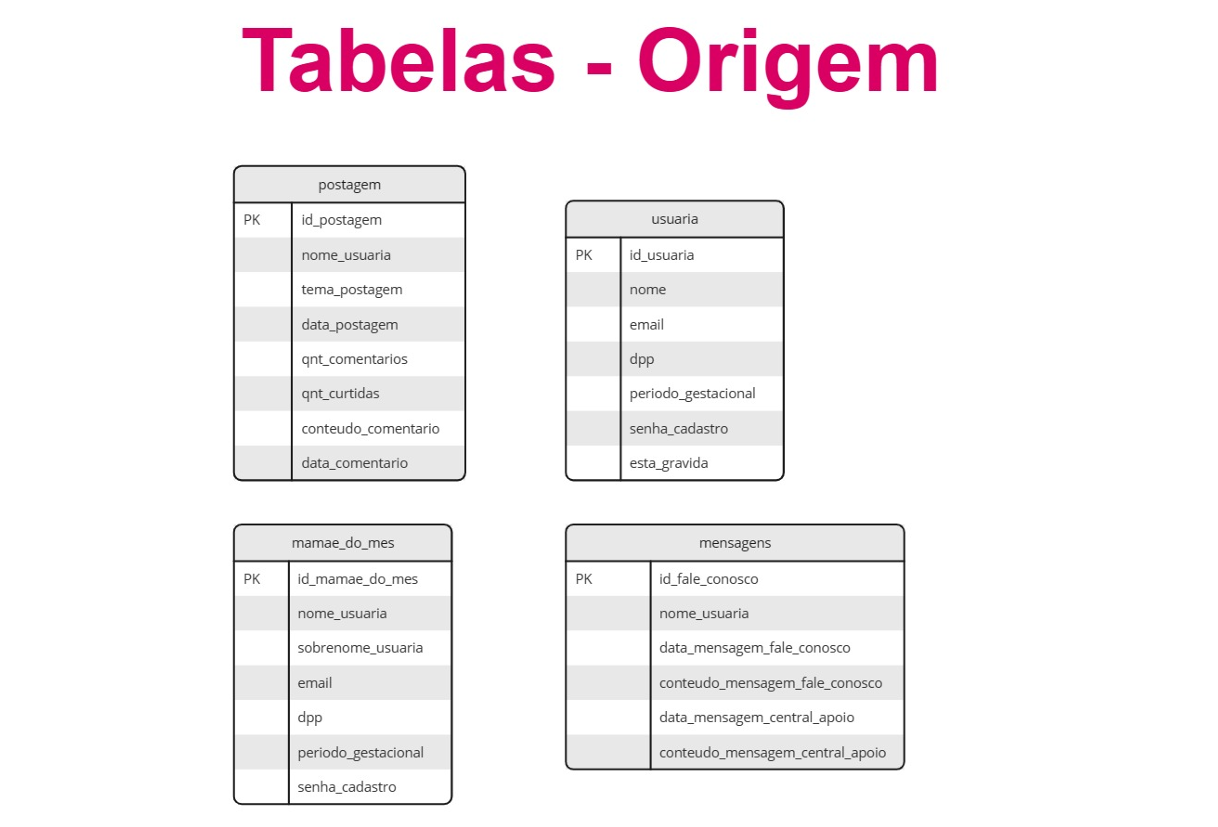 Tabelas - Origem
postagem
PK id_postagem
nome_usuaria
tema_postagem
data_postagem
qnt_comentarios
qnt_curtidas
conteudo_comentario
data_comentario
usuaria
PK id_usuaria
nome
email
dpp
periodo_gestacional
senha_cadastro
esta_gravida
mamae_do_mes
PK id_mamae_do_mes
nome_usuaria
sobrenome_usuaria
email
dpp
periodo_gestacional
senha_cadastro
mensagens
PK id_fale_conosco
nome_usuaria
data_mensagem_fale_conosco
conteudo_mensagem_fale_conosco
data_mensagem_central_apoio
conteudo_mensagem_central_apoio